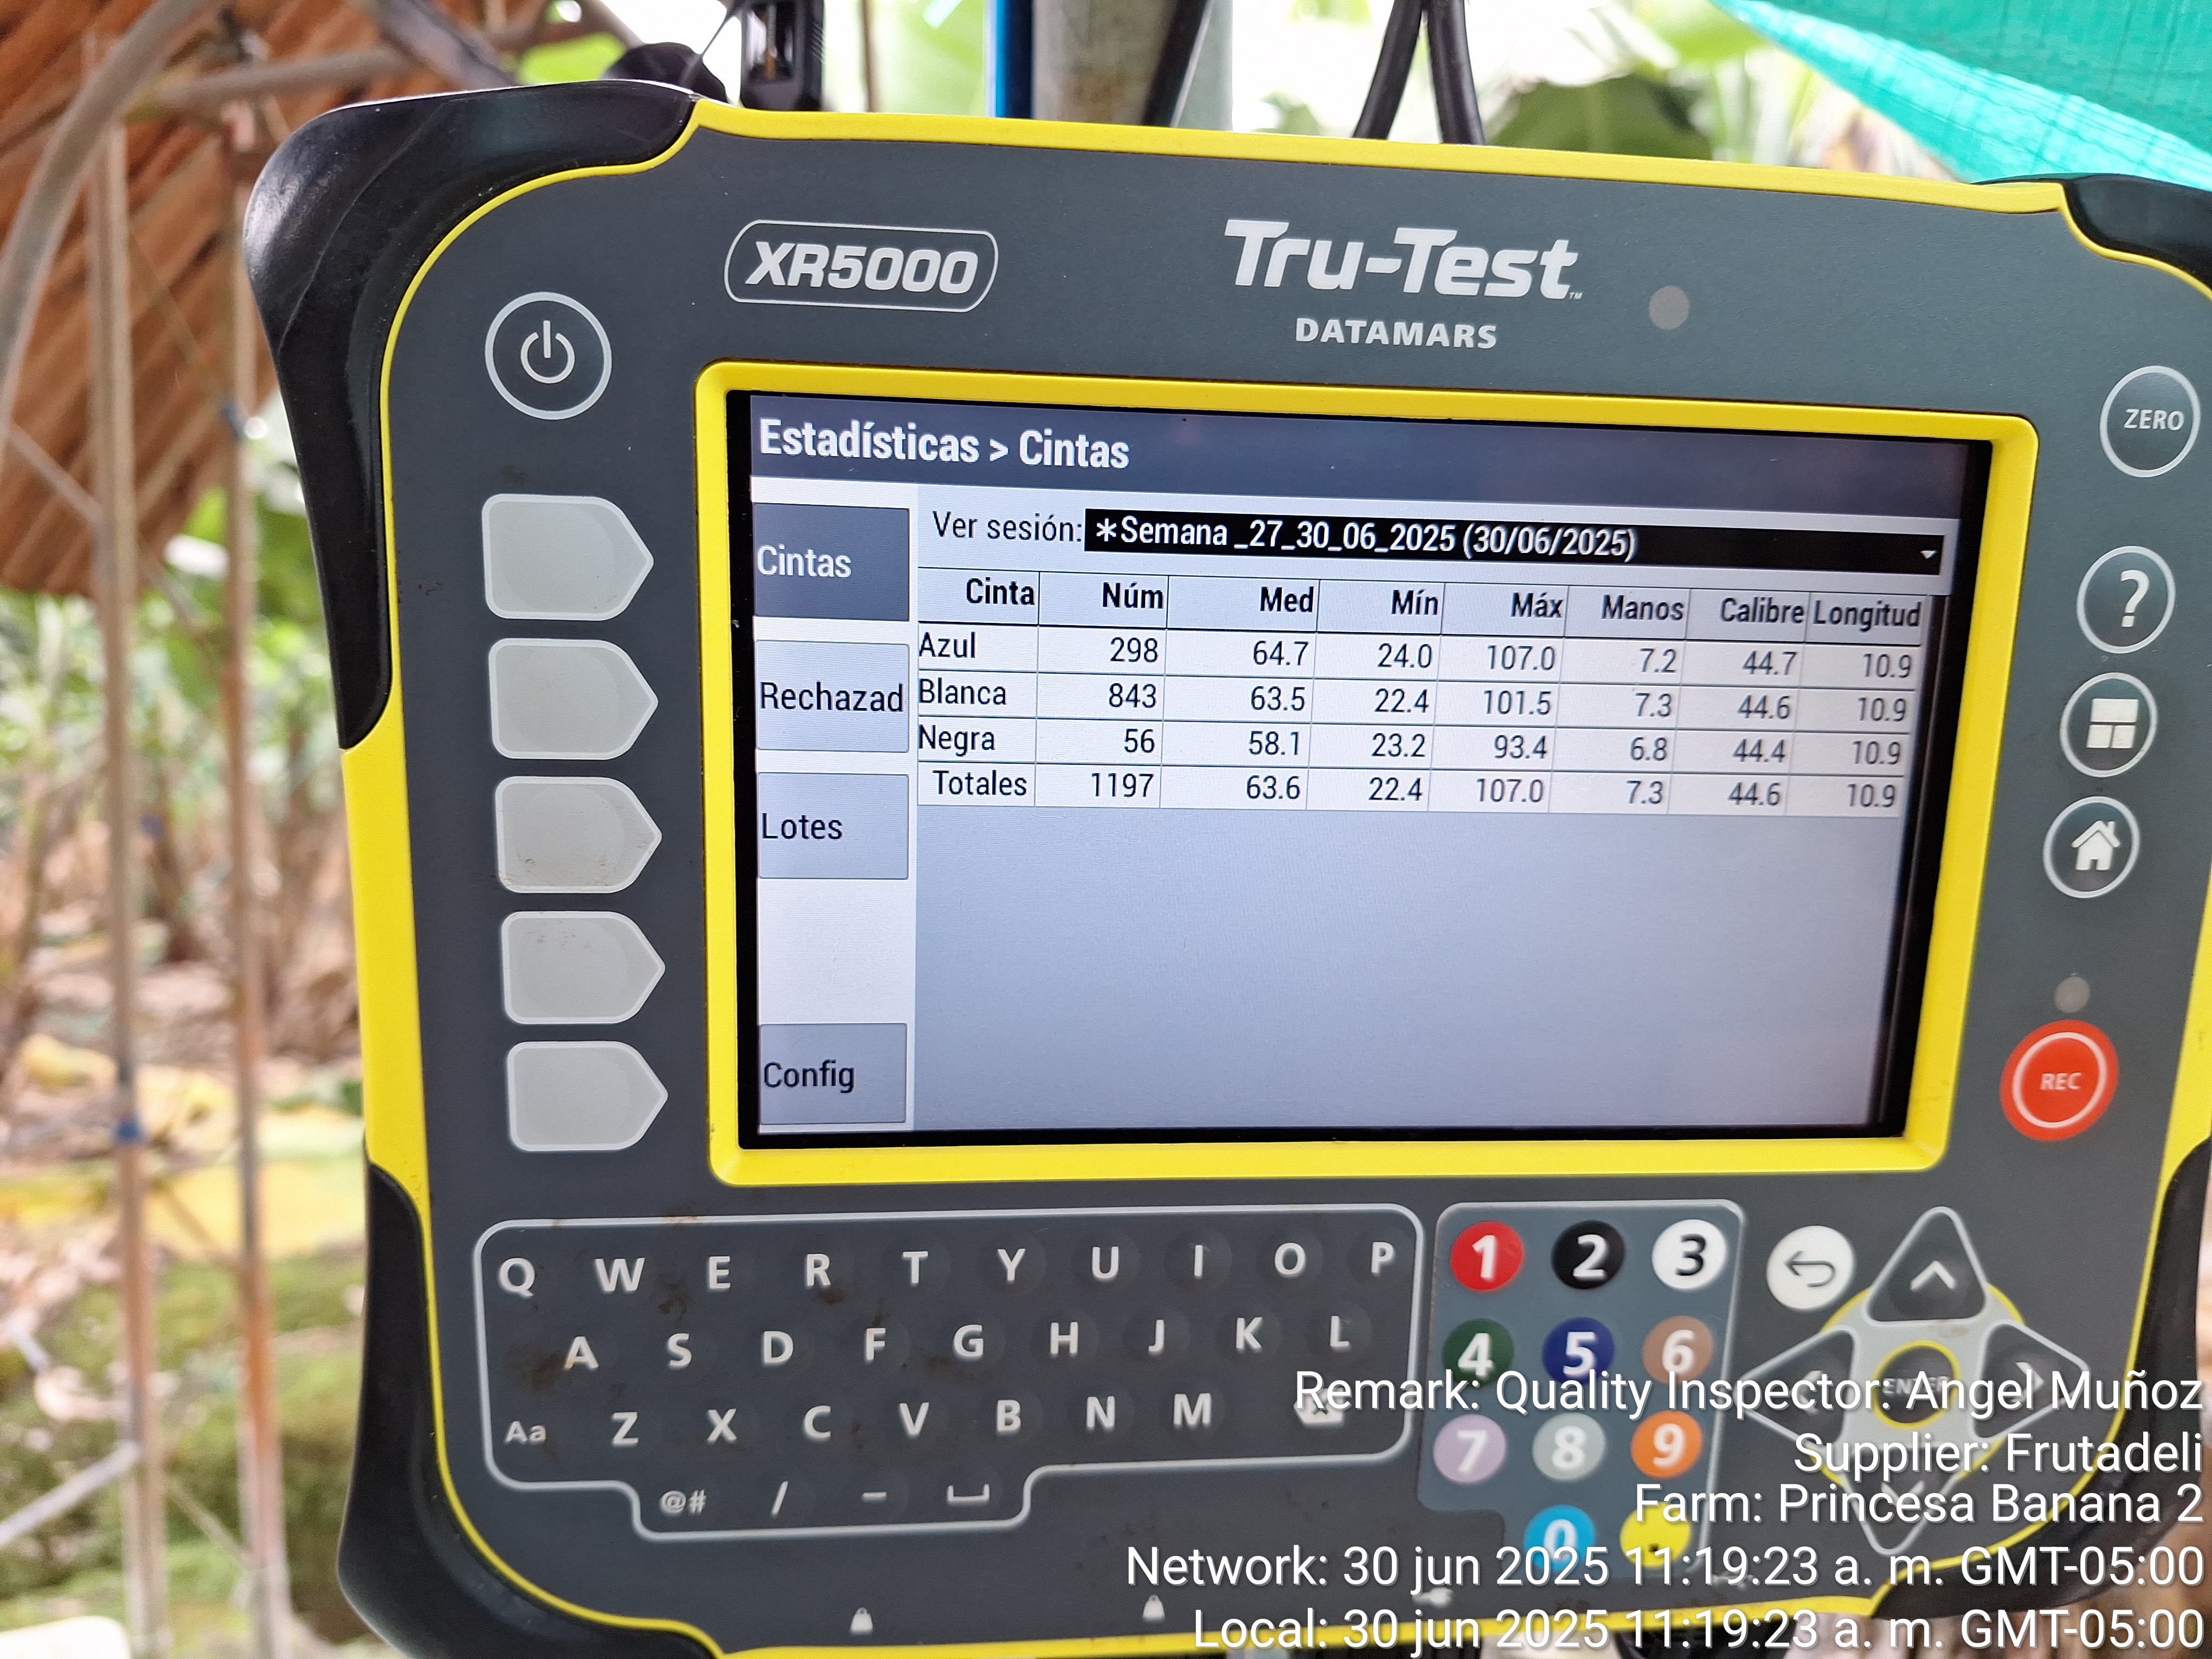 XR5000
Tru-Test™
DATAMARS
ZERO
Estadísticas > Cintas
Ver sesión: *Semana _27_30_06_2025 (30/06/2025)
Cintas
Rechazad
Lotes
Config
Cinta Núm Med Mín Máx Manos Calibre Longitud
Azul 298 64.7 24.0 107.0 7.2 44.7 10.9
Blanca 843 63.5 22.4 101.5 7.3 44.6 10.9
Negra 56 58.1 23.2 93.4 6.8 44.4 10.9
Totales 1197 63.6 22.4 107.0 7.3 44.6 10.9
?
REC
Q W E R T Y U I O P
A S D F G H J K L
Aa Z X C V B N M
@# / –
1 2 3
4 5 6
7 8 9
0 .
ENTER
Remark: Quality Inspector: Angel Muñoz
Supplier: Frutadeli
Farm: Princesa Banana 2
Network: 30 jun 2025 11:19:23 a. m. GMT-05:00
Local: 30 jun 2025 11:19:23 a. m. GMT-05:00